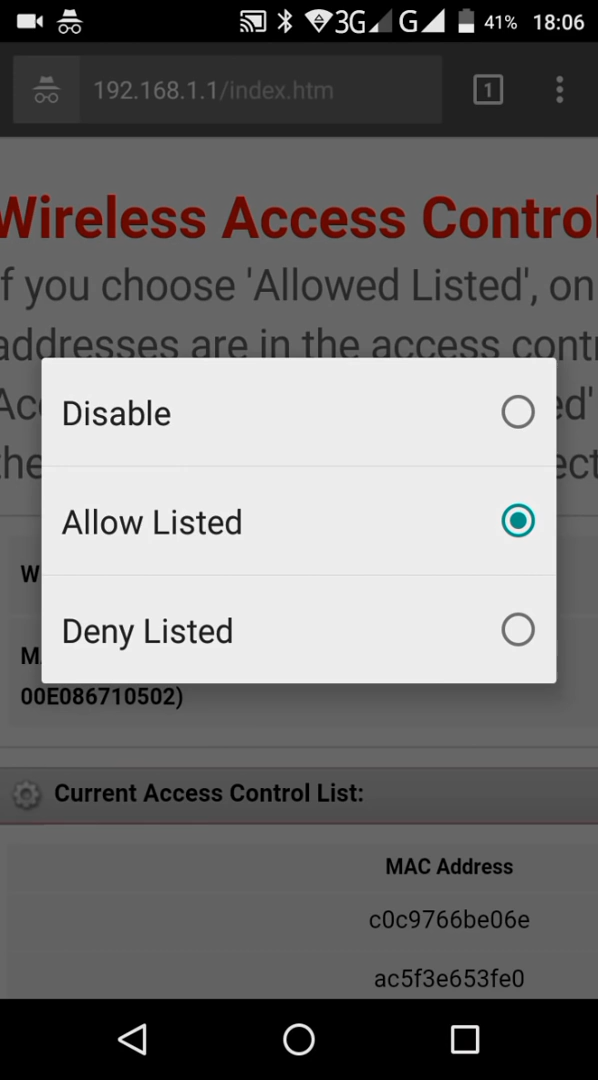 3G G 41% 18:06
192.168.1.1/index.htm 1
Wireless Access Control
If you choose 'Allowed Listed', on
addresses are in the access contr
Disable
Allow Listed
Deny Listed
00E086710502)
Current Access Control List:
MAC Address
c0c9766be06e
ac5f3e653fe0